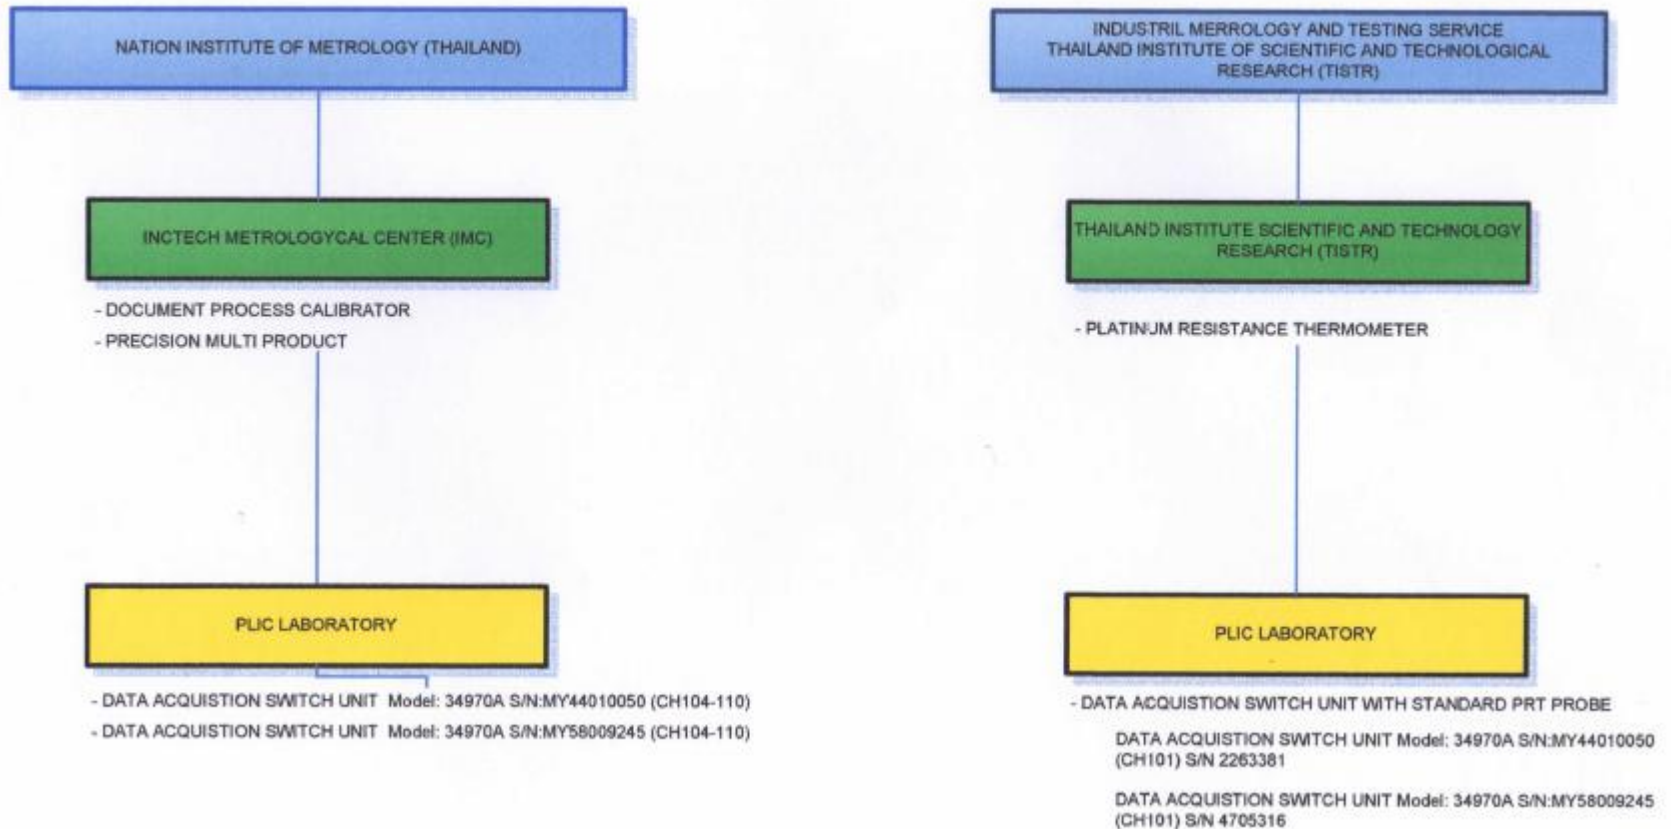 NATION INSTITUTE OF METROLOGY (THAILAND)
INCTECH METROLOGYCAL CENTER (IMC)
- DOCUMENT PROCESS CALIBRATOR
- PRECISION MULTI PRODUCT
PLIC LABORATORY
- DATA ACQUISTION SWITCH UNIT Model: 34970A S/N:MY44010050 (CH104-110)
- DATA ACQUISTION SWITCH UNIT Model: 34970A S/N:MY58009245 (CH104-110)
INDUSTRIL MERROLOGY AND TESTING SERVICE
THAILAND INSTITUTE OF SCIENTIFIC AND TECHNOLOGICAL
RESEARCH (TISTR)
THAILAND INSTITUTE SCIENTIFIC AND TECHNOLOGY
RESEARCH (TISTR)
- PLATINUM RESISTANCE THERMOMETER
PLIC LABORATORY
- DATA ACQUISTION SWITCH UNIT WITH STANDARD PRT PROBE
DATA ACQUISTION SWITCH UNIT Model: 34970A S/N:MY44010050
(CH101) S/N 2263381
DATA ACQUISTION SWITCH UNIT Model: 34970A S/N:MY58009245
(CH101) S/N 4705316